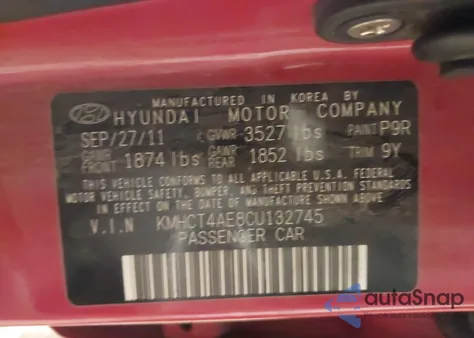 MANUFACTURED IN KOREA BY
HYUNDAI MOTOR COMPANY
SEP/27/11 GVWR 3527 lbs PAINT P9R
GAWR FRONT 1874 lbs GAWR REAR 1852 lbs TRIM 9Y
THIS VEHICLE CONFORMS TO ALL APPLICABLE U.S.A. FEDERAL
MOTOR VEHICLE SAFETY, BUMPER, AND THEFT PREVENTION STANDARDS
IN EFFECT ON THE DATE OF MANUFACTURE SHOWN ABOVE.
V.I.N KMHCT4AE8CU132745
PASSENGER CAR
autoSnap